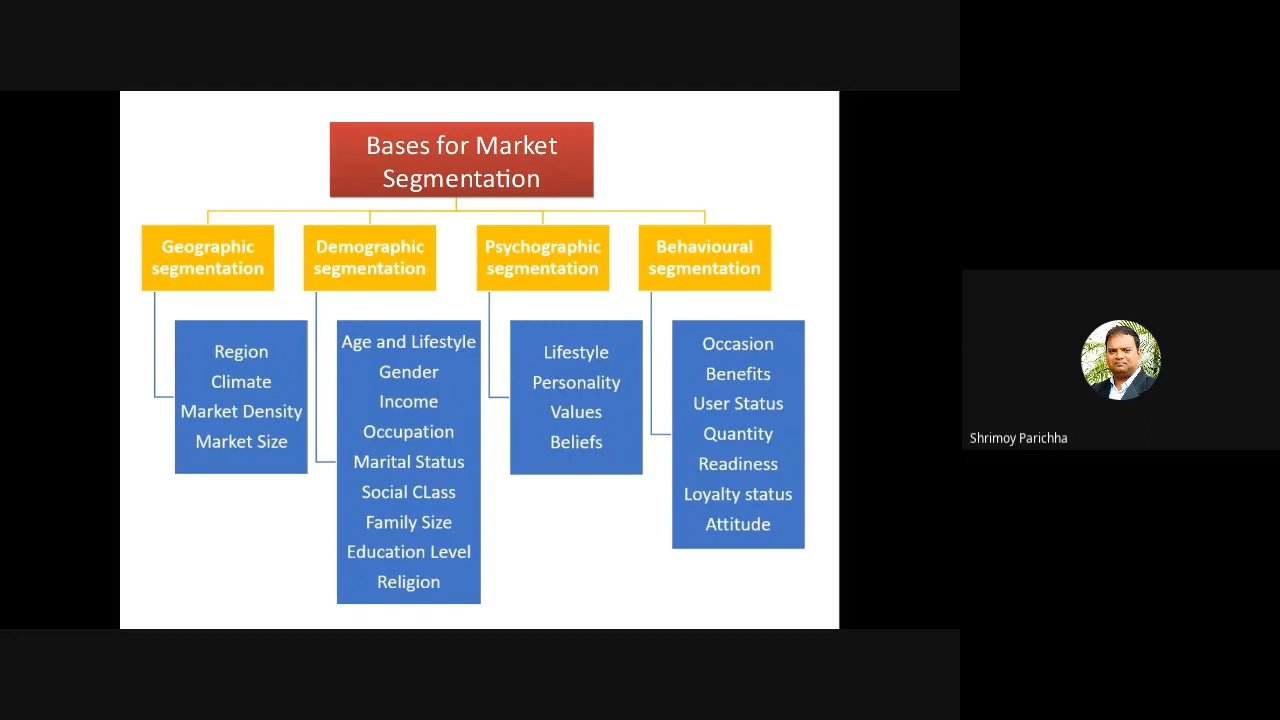 Bases for Market
Segmentation
Geographic
segmentation
Demographic
segmentation
Psychographic
segmentation
Behavioural
segmentation
Region
Climate
Market Density
Market Size
Age and Lifestyle
Gender
Income
Occupation
Marital Status
Social CLass
Family Size
Education Level
Religion
Lifestyle
Personality
Values
Beliefs
Occasion
Benefits
User Status
Quantity
Readiness
Loyalty status
Attitude
Shrimoy Parichha